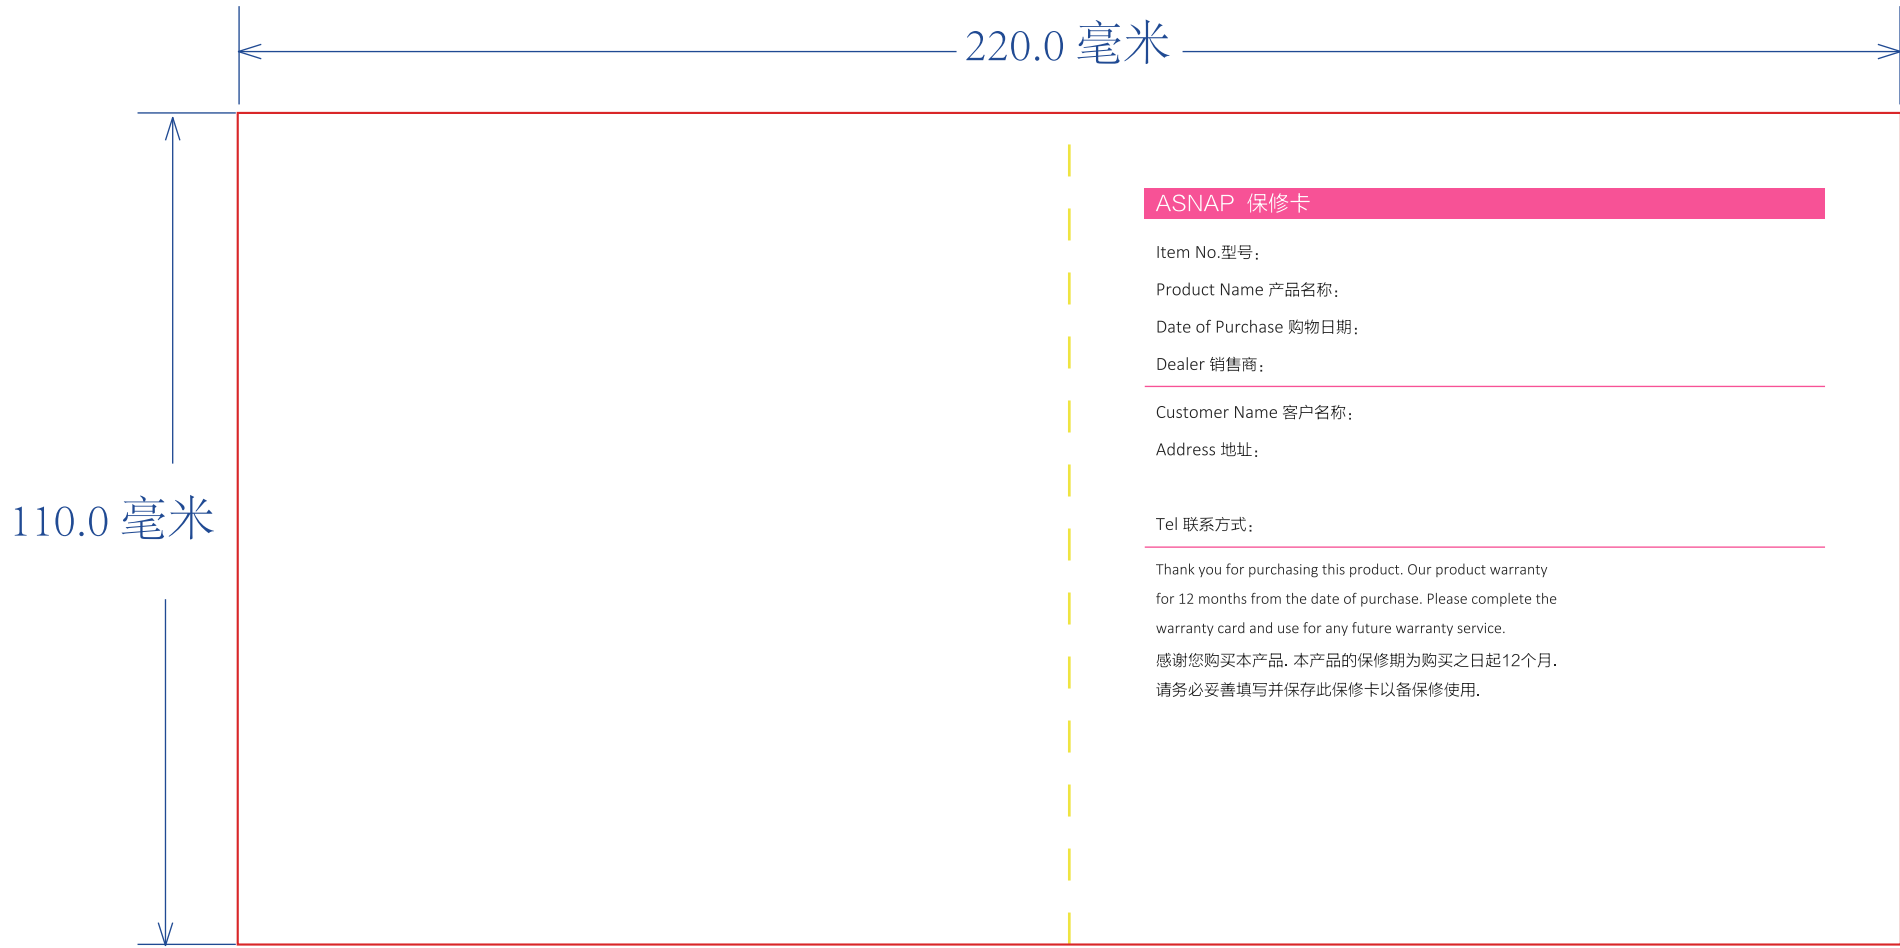 220.0 毫米
110.0 毫米
ASNAP 保修卡
Item No.型号：
Product Name 产品名称：
Date of Purchase 购物日期：
Dealer 销售商：
Customer Name 客户名称：
Address 地址：
Tel 联系方式：
Thank you for purchasing this product. Our product warranty
for 12 months from the date of purchase. Please complete the
warranty card and use for any future warranty service.
感谢您购买本产品. 本产品的保修期为购买之日起12个月.
请务必妥善填写并保存此保修卡以备保修使用.